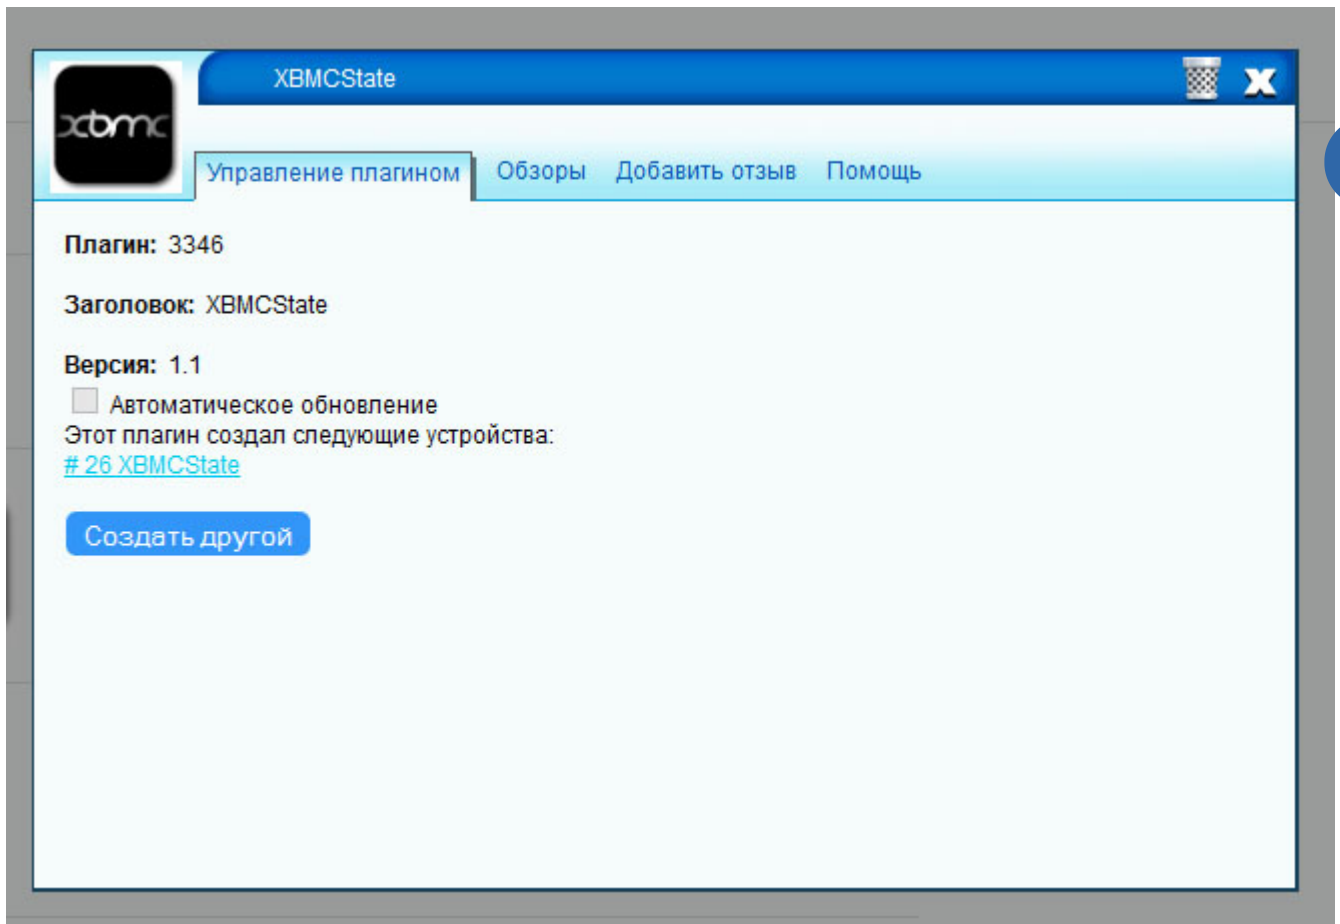 XBMCState
xbmc
Управление плагином Обзоры Добавить отзыв Помощь
Плагин: 3346
Заголовок: XBMCState
Версия: 1.1
Автоматическое обновление
Этот плагин создал следующие устройства:
# 26 XBMCState
Создать другой